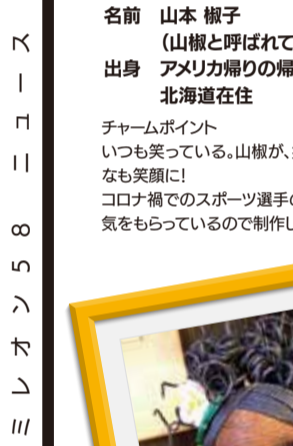 名前 山本 椒子
(山椒と呼ばれて
出身 アメリカ帰りの帰
北海道在住
チャームポイント
いつも笑っている。山椒が、
なも笑顔に!
コロナ禍でのスポーツ選手の
気をもらっているので制作し
ミレオン58 ニュース